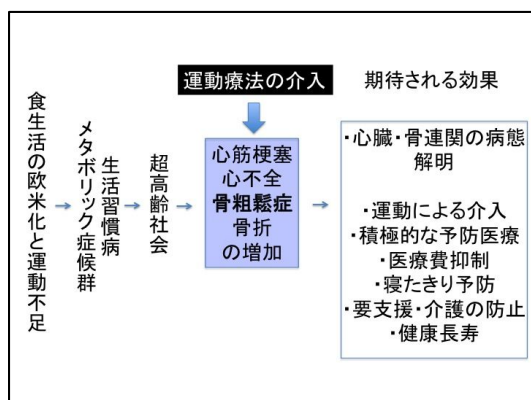 運動療法の介入
期待される効果
食生活の欧米化と運動不足
メタボリック症候群
生活習慣病
超高齢社会
心筋梗塞
心不全
骨粗鬆症
骨折
の増加
・心臓・骨連関の病態
解明
・運動による介入
・積極的な予防医療
・医療費抑制
・寝たきり予防
・要支援・介護の防止
・健康長寿